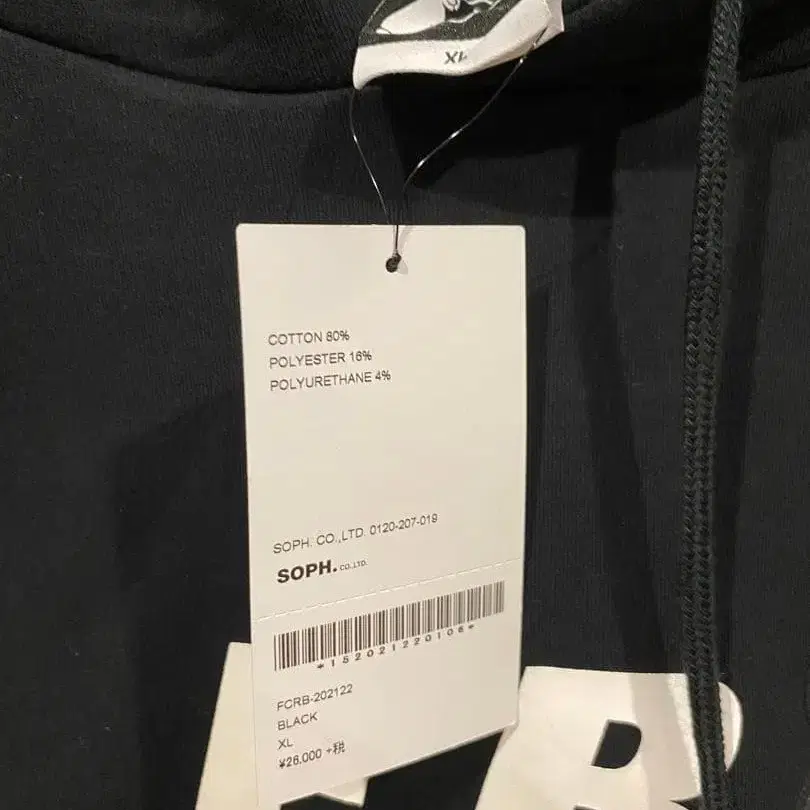 XL
COTTON 80%
POLYESTER 16%
POLYURETHANE 4%
SOPH. CO.,LTD. 0120-207-019
SOPH. CO.,LTD.
*152021220106*
FCRB-202122
BLACK
XL
¥26,000 +税
R